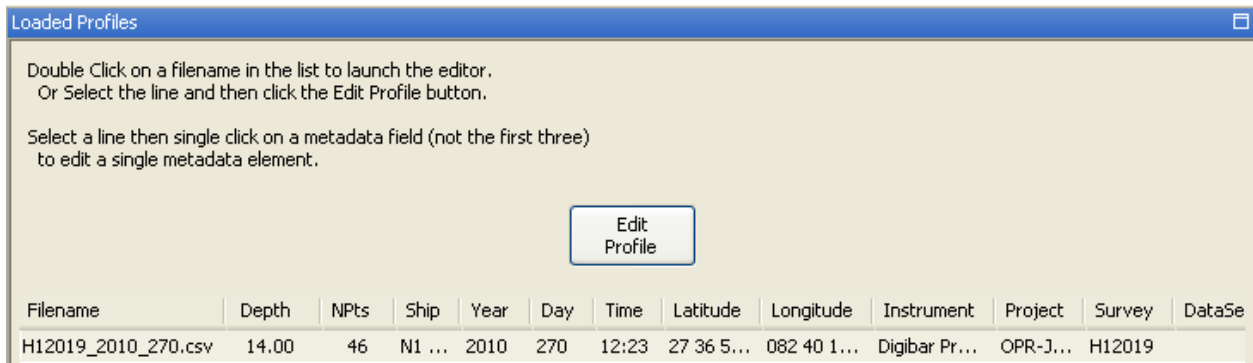 Loaded Profiles
Double Click on a filename in the list to launch the editor.
Or Select the line and then click the Edit Profile button.
Select a line then single click on a metadata field (not the first three)
to edit a single metadata element.
Edit
Profile
Filename Depth NPts Ship Year Day Time Latitude Longitude Instrument Project Survey DataSe
H12019_2010_270.csv 14.00 46 N1 ... 2010 270 12:23 27 36 5... 082 40 1... Digibar Pr... OPR-J... H12019